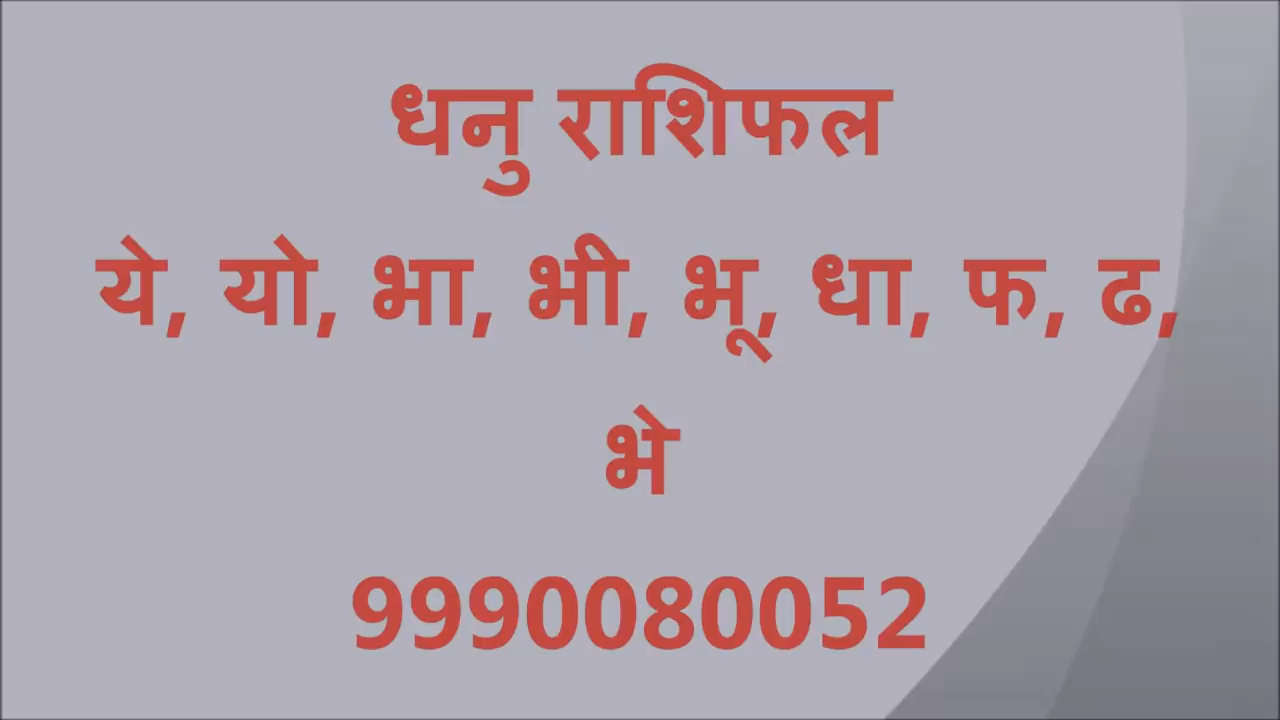 धनु राशिफल
ये, यो, भा, भी, भू, धा, फ, ढ,
भे
9990080052